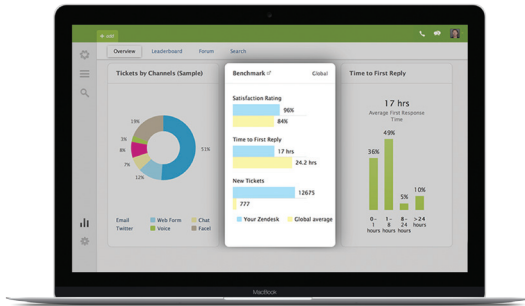 + add
Overview Leaderboard Forum Search
Tickets by Channels (Sample)
19%
3%
8%
7%
12%
51%
Email Web Form Chat
Twitter Voice
Benchmark Global
Satisfaction Rating
96%
84%
Time to First Reply
17 hrs
24.2 hrs
New Tickets
12675
777
Your Zendesk Global average
Time to First Reply
17 hrs
Average First Response
Time
36%
49%
5%
10%
0-1 hours
1-8 hours
8-24 hours
>24 hours
MacBook